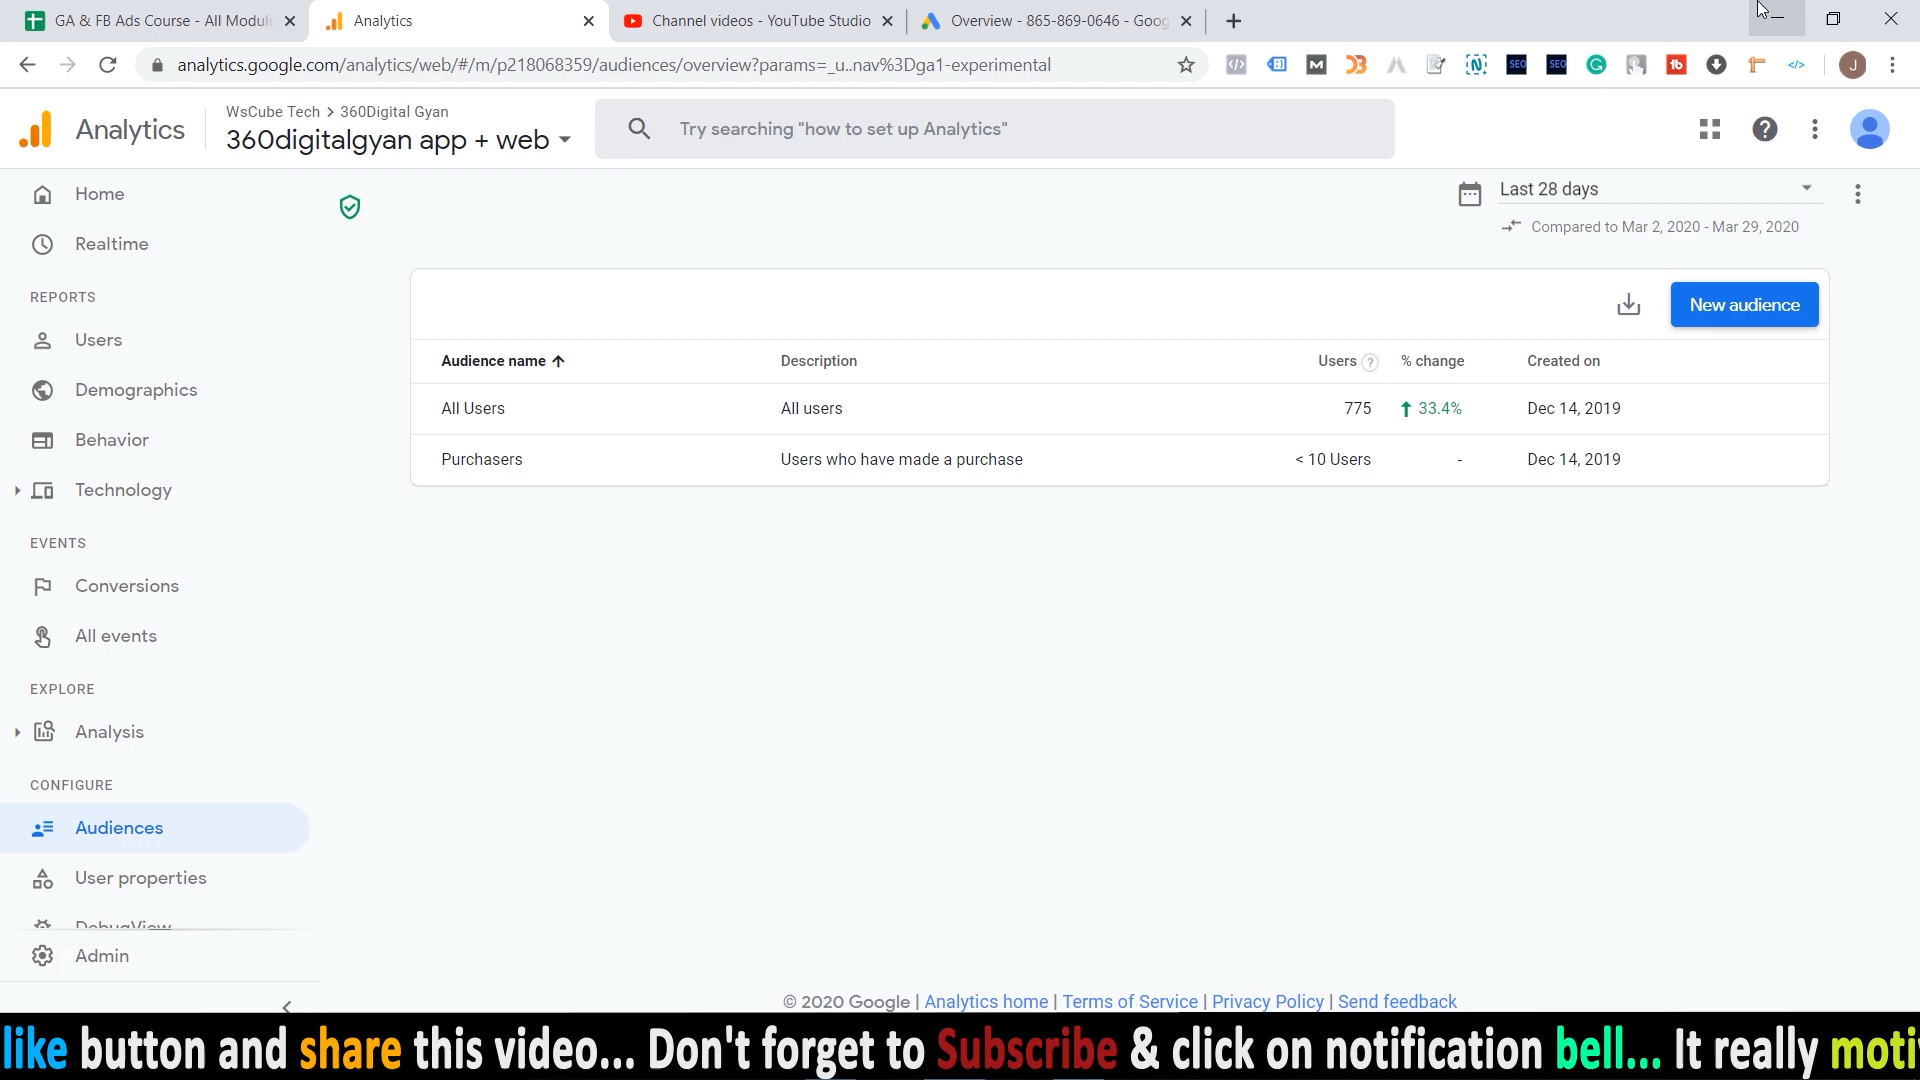 GA & FB Ads Course - All Module
Analytics
Channel videos - YouTube Studio
Overview - 865-869-0646 - Goog
analytics.google.com/analytics/web/#/m/p218068359/audiences/overview?params=_u..nav%3Dga1-experimental
SEO
SEO
J
Analytics
WsCube Tech > 360Digital Gyan
360digitalgyan app + web
Try searching "how to set up Analytics"
Home
Realtime
REPORTS
Users
Demographics
Behavior
Technology
EVENTS
Conversions
All events
EXPLORE
Analysis
CONFIGURE
Audiences
User properties
DebugView
Admin
Last 28 days
Compared to Mar 2, 2020 - Mar 29, 2020
New audience
Audience name Description Users % change Created on
All Users All users 775 33.4% Dec 14, 2019
Purchasers Users who have made a purchase < 10 Users - Dec 14, 2019
© 2020 Google | Analytics home | Terms of Service | Privacy Policy | Send feedback
like button and share this video... Don't forget to Subscribe & click on notification bell... It really moti